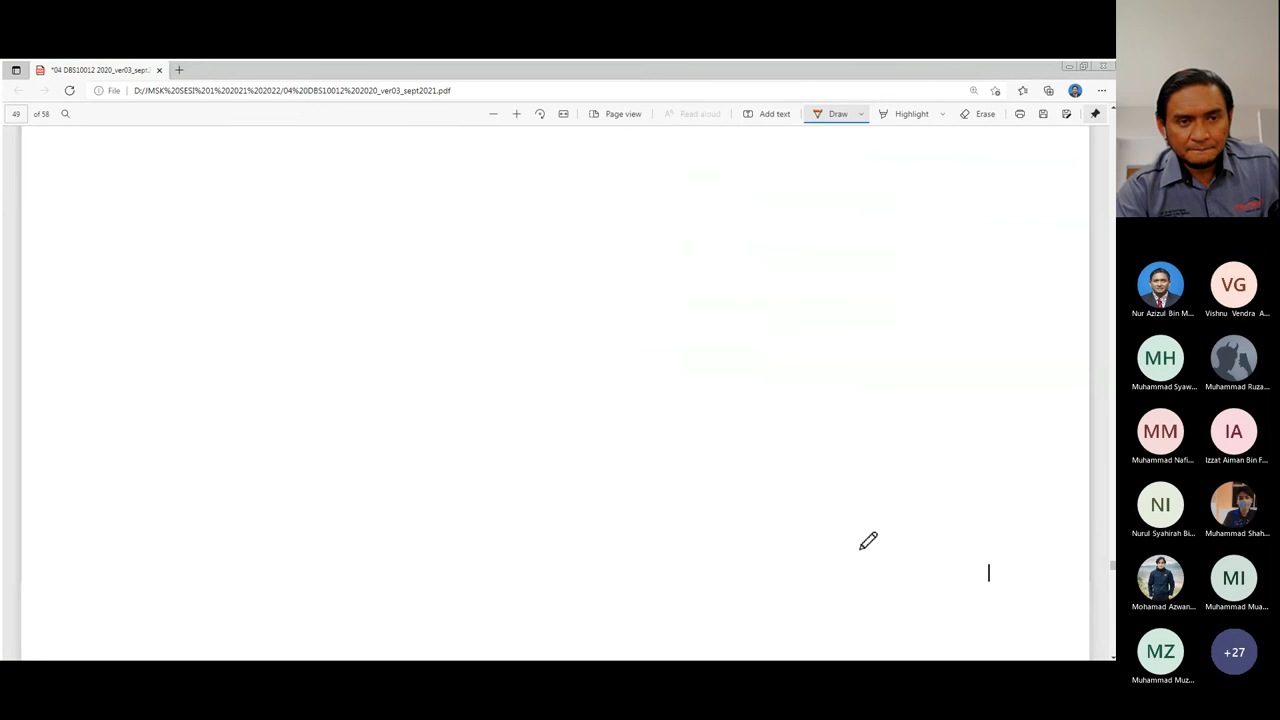 *04 DBS10012 2020_ver03_sept2
File D:/JMSK%20SESI%201%202021%202022/04%20DBS10012%202020_ver03_sept2021.pdf
49 of 58 Page view Read aloud Add text Draw Highlight Erase
Nur Azizul Bin M... Vishnu Vendra A...
VG
MH
Muhammad Syaw... Muhammad Ruza...
MM IA
Muhammad Nafi... Izzat Aiman Bin F...
NI
Nurul Syahirah Bi... Muhammad Shah...
MI
Mohamad Azwan... Muhammad Mua...
MZ +27
Muhammad Muz...